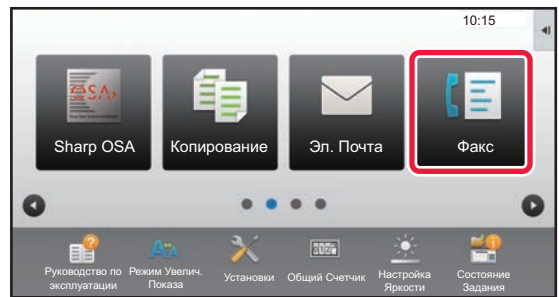 10:15
OSA
Sharp OSA
Копирование
Эл. Почта
Факс
Руководство по
эксплуатации
Режим Увелич.
Показа
Установки
Общий Счетчик
Настройка
Яркости
Состояние
Задания